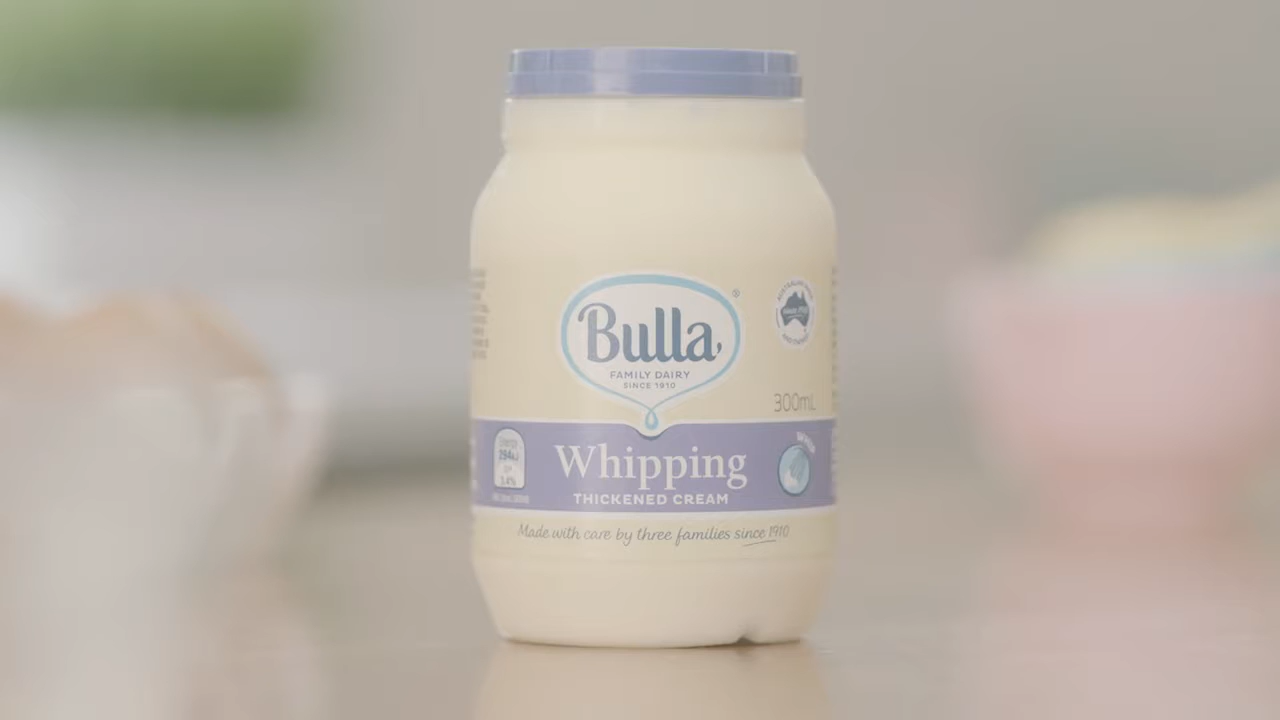 Bulla
®
FAMILY DAIRY
SINCE 1910
300mL
Whipping
THICKENED CREAM
Made with care by three families since 1910